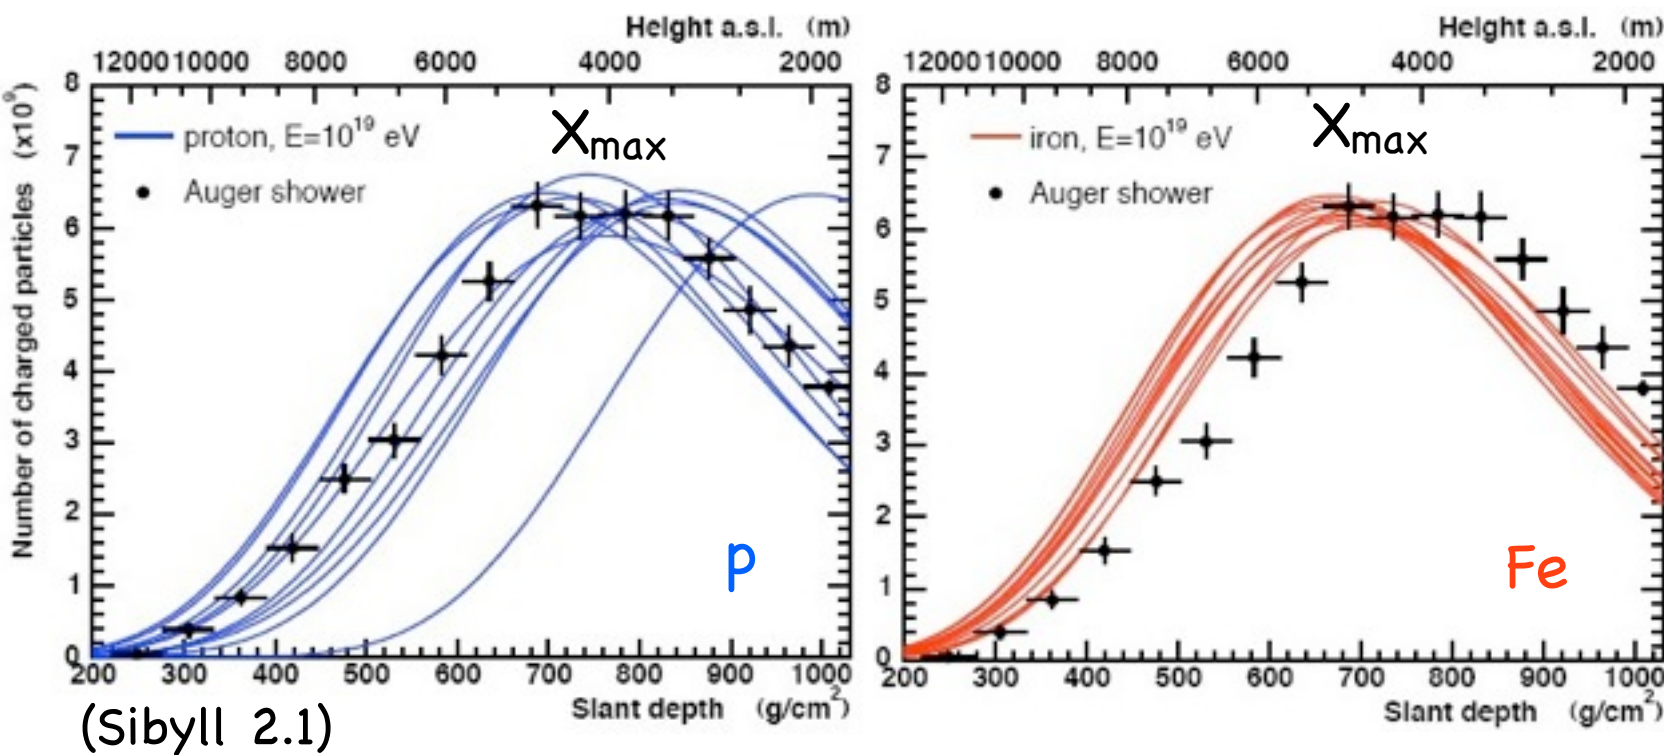 Height a.s.l. (m)
12000 10000 8000 6000 4000 2000
8
7
6
5
4
3
2
1
0
Number of charged particles (x10⁹)
proton, E=10¹⁹ eV
Auger shower
Xmax
p
200 300 400 500 600 700 800 900 1000
Slant depth (g/cm²)
(Sibyll 2.1)
Height a.s.l. (m)
12000 10000 8000 6000 4000 2000
8
7
6
5
4
3
2
1
0
iron, E=10¹⁹ eV
Auger shower
Xmax
Fe
200 300 400 500 600 700 800 900 1000
Slant depth (g/cm²)